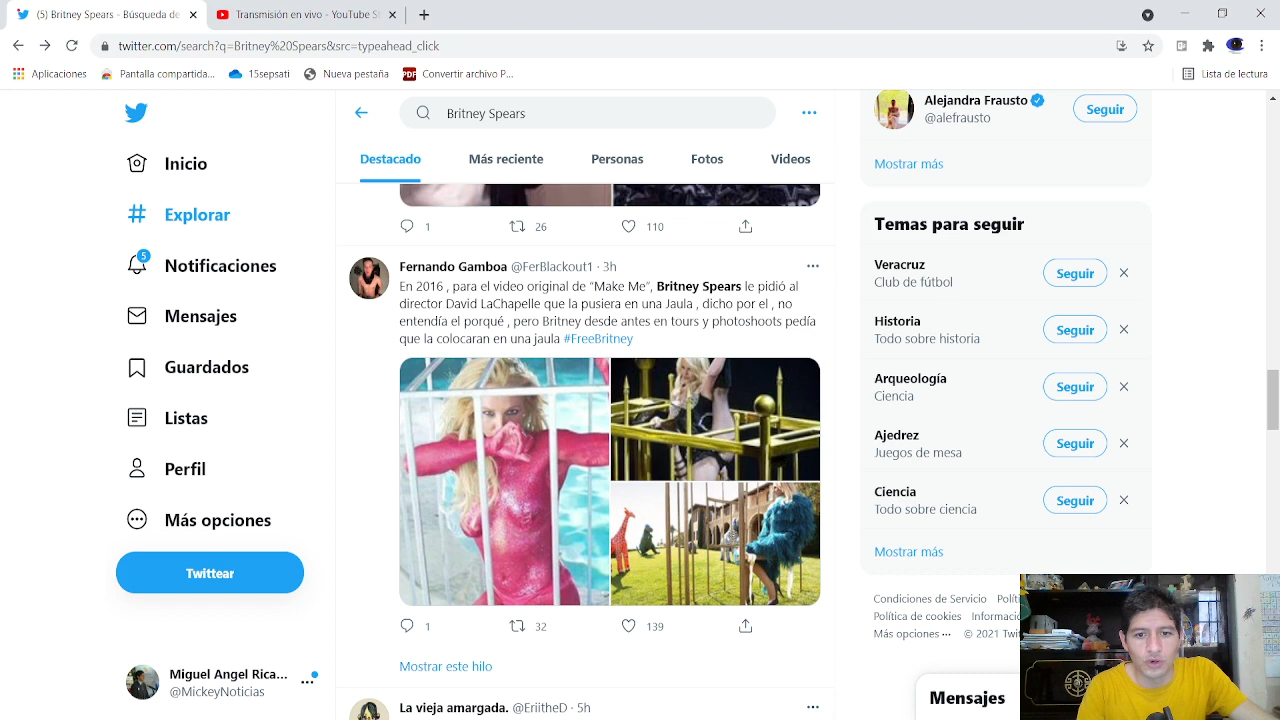 (5) Britney Spears - Búsqueda de
YouTube Video Suf - YouTube St
twitter.com/search?q=Britney%20Spears&src=typeahead_click
Aplicaciones
Pantalla compartida...
15sepsati
Nueva pestaña
PDF
Convertir archivo P...
Lista de lectura
Britney Spears
Destacado
Más reciente
Personas
Fotos
Videos
Inicio
Explorar
5
Notificaciones
Mensajes
Guardados
Listas
Perfil
Más opciones
Twittear
Miguel Angel Rica...
@MickeyNoticias
1
26
110
Fernando Gamboa @FerBlackout1 · 3h
En 2016 , para el video original de “Make Me”, Britney Spears le pidió al
director David LaChapelle que la pusiera en una Jaula , dicho por el , no
entendía el porqué , pero Britney desde antes en tours y photoshoots pedía
que la colocaran en una jaula #FreeBritney
1
32
139
Mostrar este hilo
La vieja amargada. @EriitheD · 5h
Alejandra Frausto
@alefrausto
Seguir
Mostrar más
Temas para seguir
Veracruz
Club de fútbol
Seguir
Historia
Todo sobre historia
Seguir
Arqueología
Ciencia
Seguir
Ajedrez
Juegos de mesa
Seguir
Ciencia
Todo sobre ciencia
Seguir
Mostrar más
Condiciones de Servicio
Política de cookies
Más opciones ··· © 2021
Mensajes